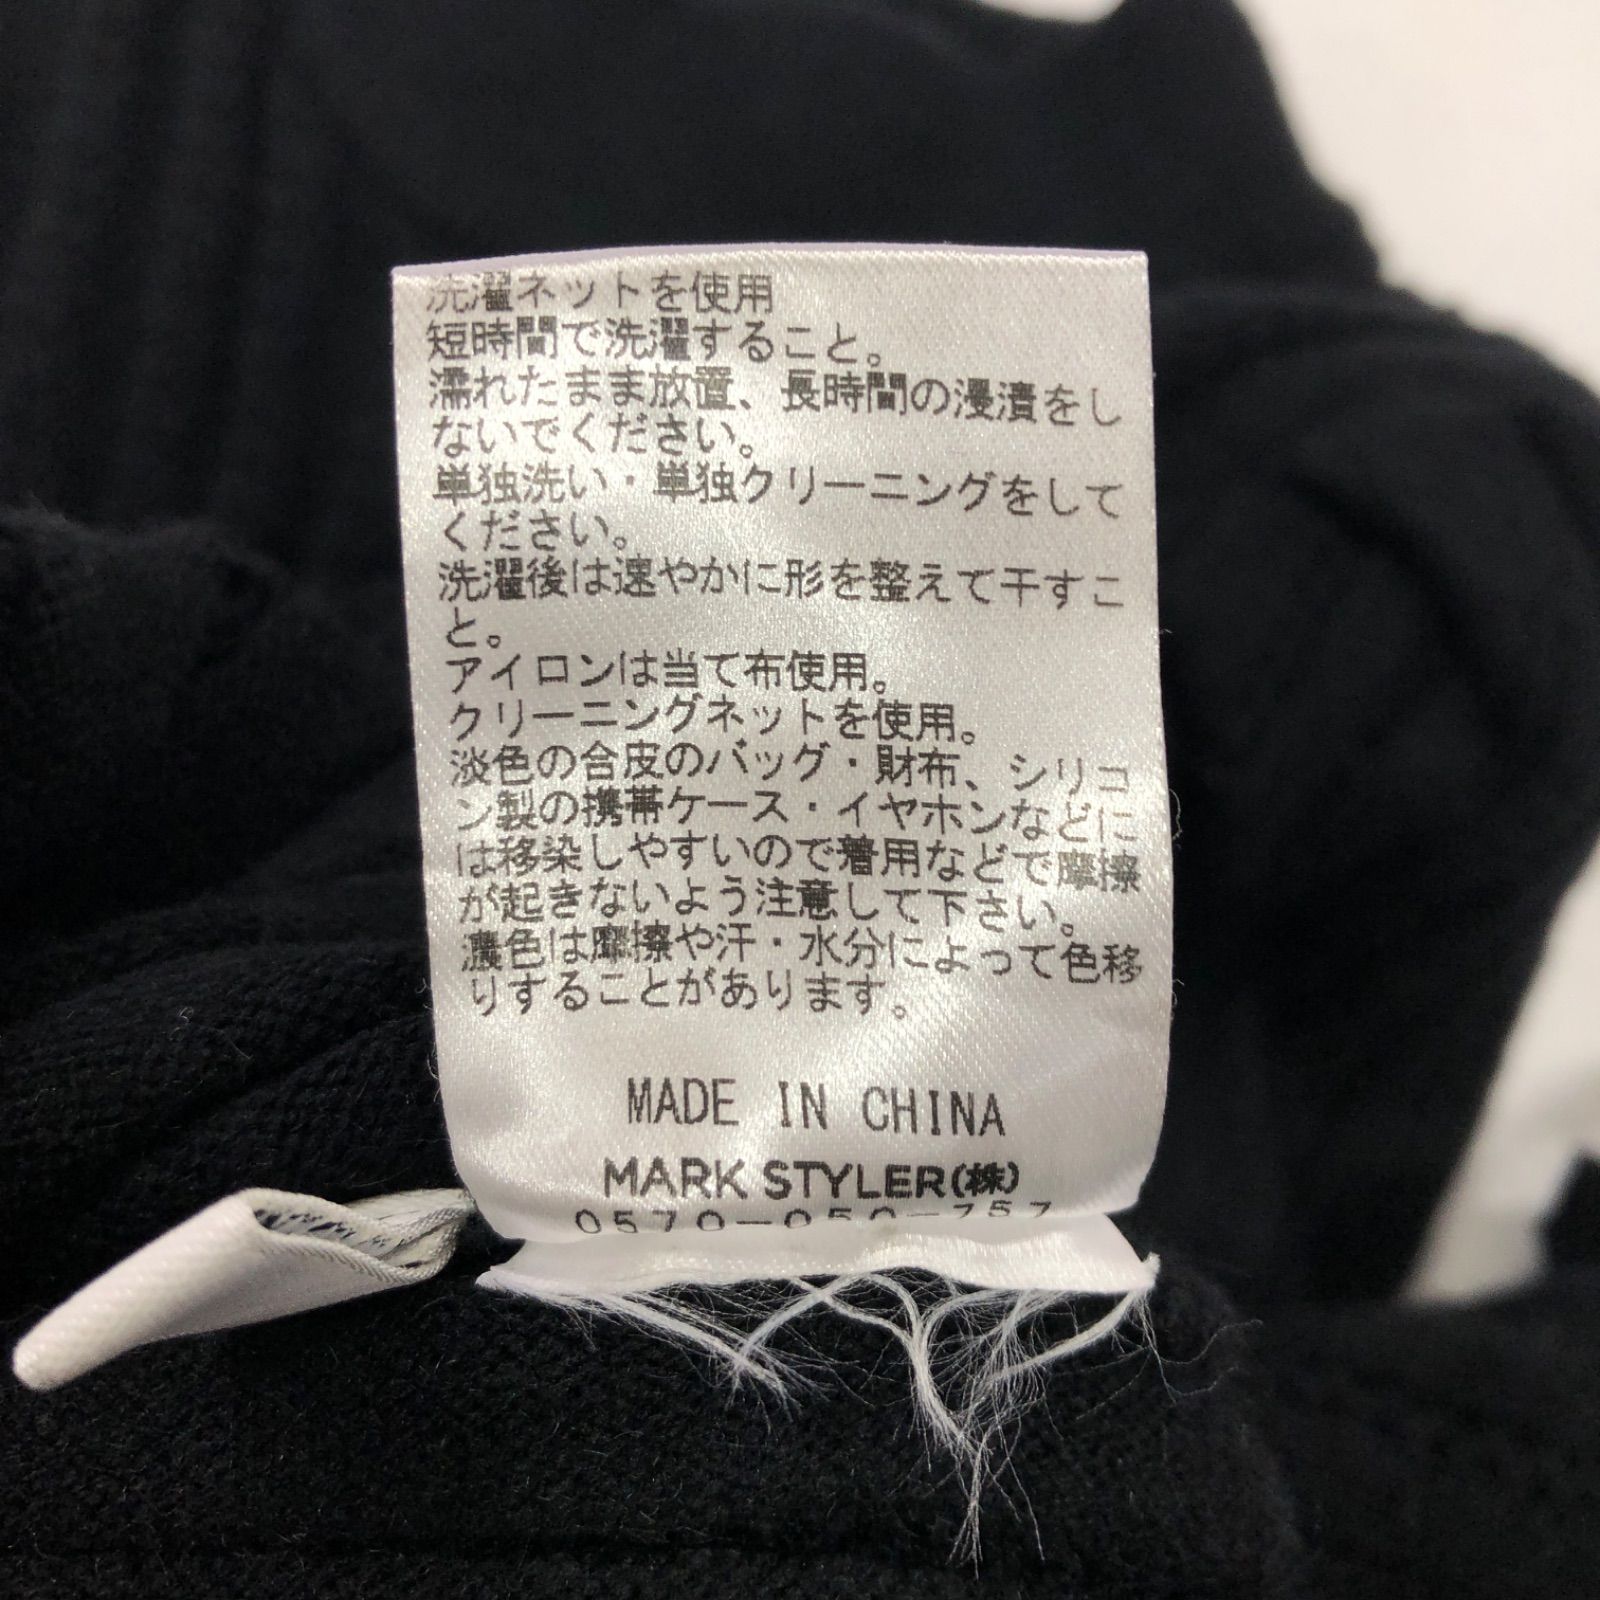 洗濯ネットを使用
短時間で洗濯すること。
濡れたまま放置、長時間の浸漬をし
ないでください。
単独洗い・単独クリーニングをして
ください。
洗濯後は速やかに形を整えて干すこ
と。
アイロンは当て布使用。
クリーニングネットを使用。
淡色の合皮のバッグ・財布、シリコ
ン製の携帯ケース・イヤホンなどに
は移染しやすいので着用などで摩擦
が起きないよう注意して下さい。
濃色は摩擦や汗・水分によって色移
りすることがあります。
MADE IN CHINA
MARK STYLER(株)
0570-050-757